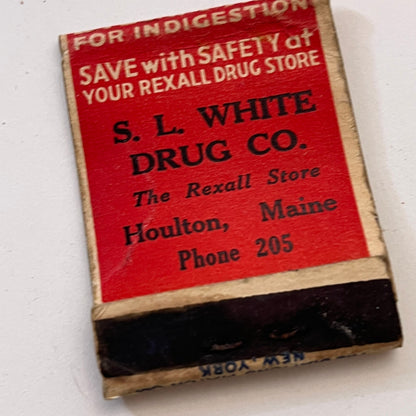 FOR INDIGESTION
SAVE with SAFETY at
YOUR REXALL DRUG STORE
S. L. WHITE
DRUG CO.
The Rexall Store
Houlton, Maine
Phone 205
NEW YORK